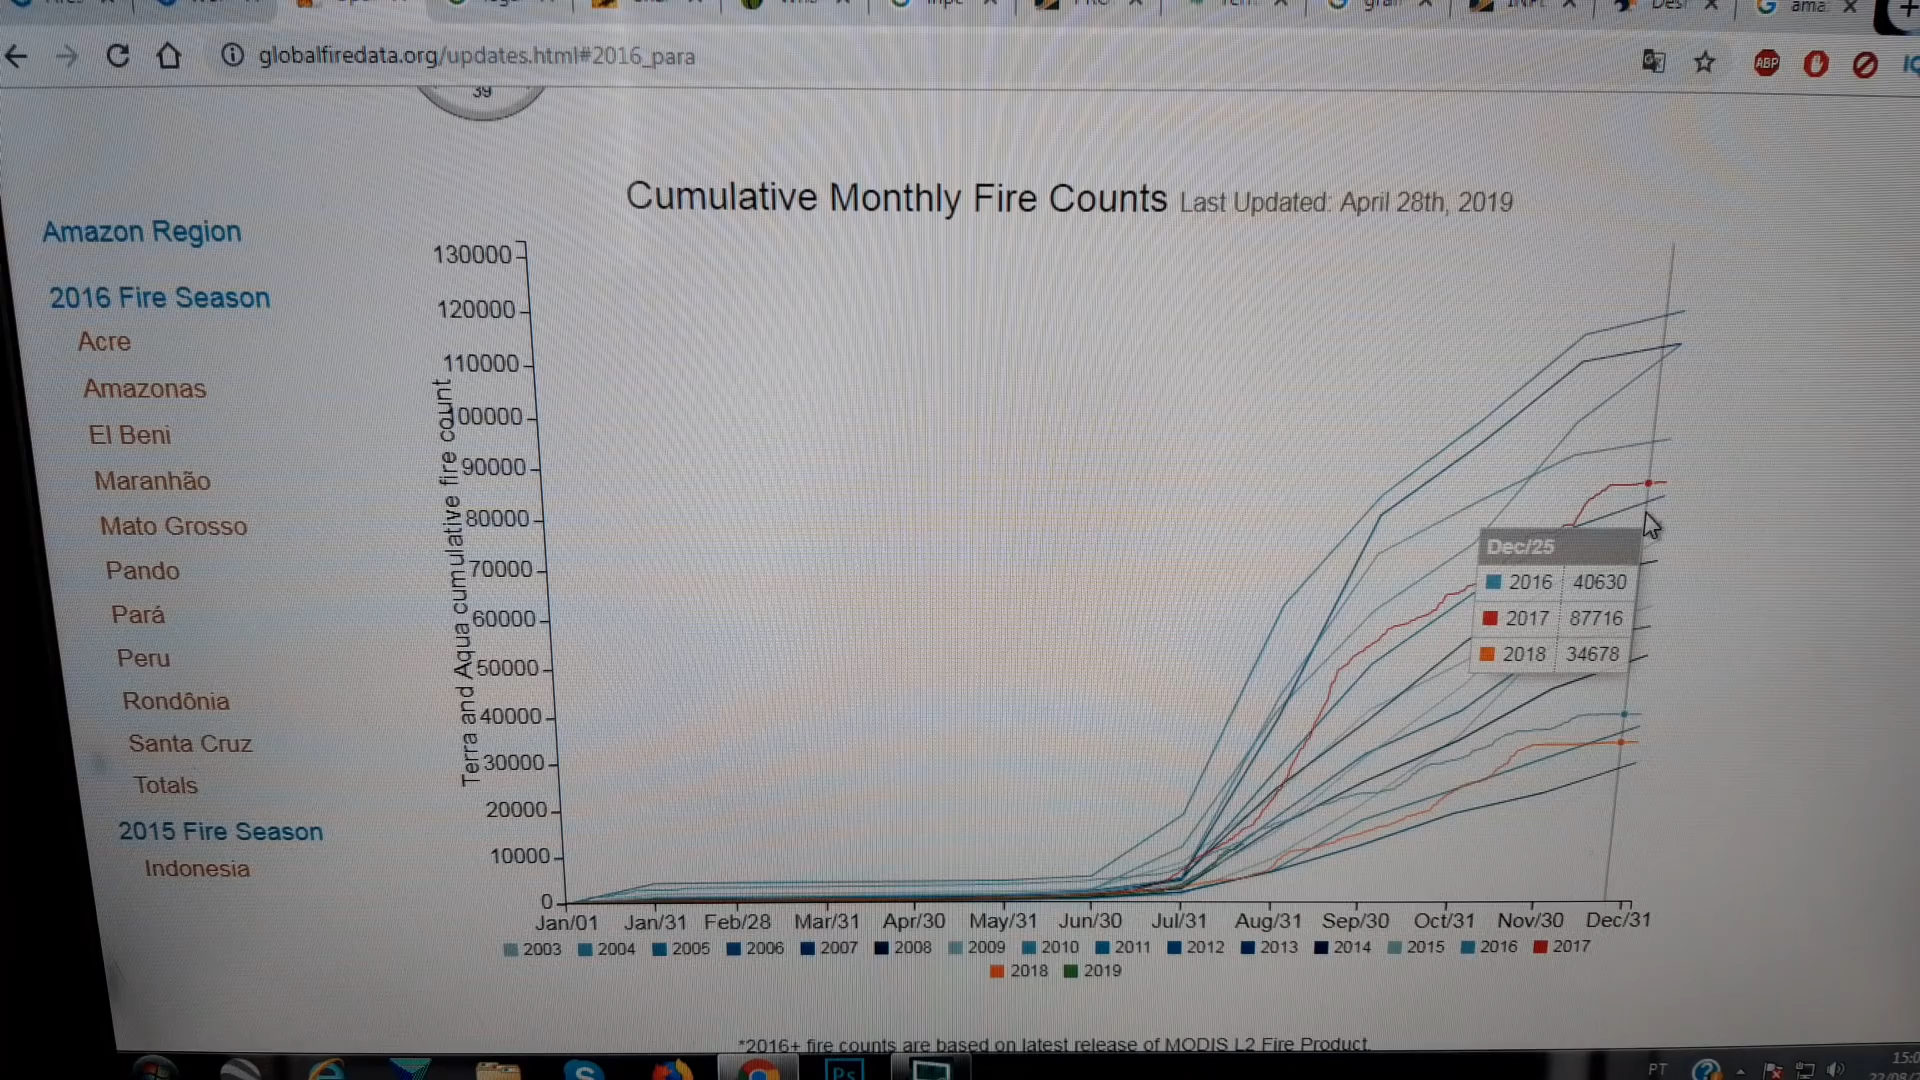 globalfiredata.org/updates.html#2016_para
ABP
39
Cumulative Monthly Fire Counts Last Updated: April 28th, 2019
Amazon Region
2016 Fire Season
Acre
Amazonas
El Beni
Maranhão
Mato Grosso
Pando
Pará
Peru
Rondônia
Santa Cruz
Totals
2015 Fire Season
Indonesia
Terra and Aqua cumulative fire count
130000
120000
110000
100000
90000
80000
70000
60000
50000
40000
30000
20000
10000
0
Dec/25
2016 40630
2017 87716
2018 34678
Jan/01 Jan/31 Feb/28 Mar/31 Apr/30 May/31 Jun/30 Jul/31 Aug/31 Sep/30 Oct/31 Nov/30 Dec/31
2003 2004 2005 2006 2007 2008 2009 2010 2011 2012 2013 2014 2015 2016 2017
2018 2019
*2016+ fire counts are based on latest release of MODIS L2 Fire Product.
Ps
PT